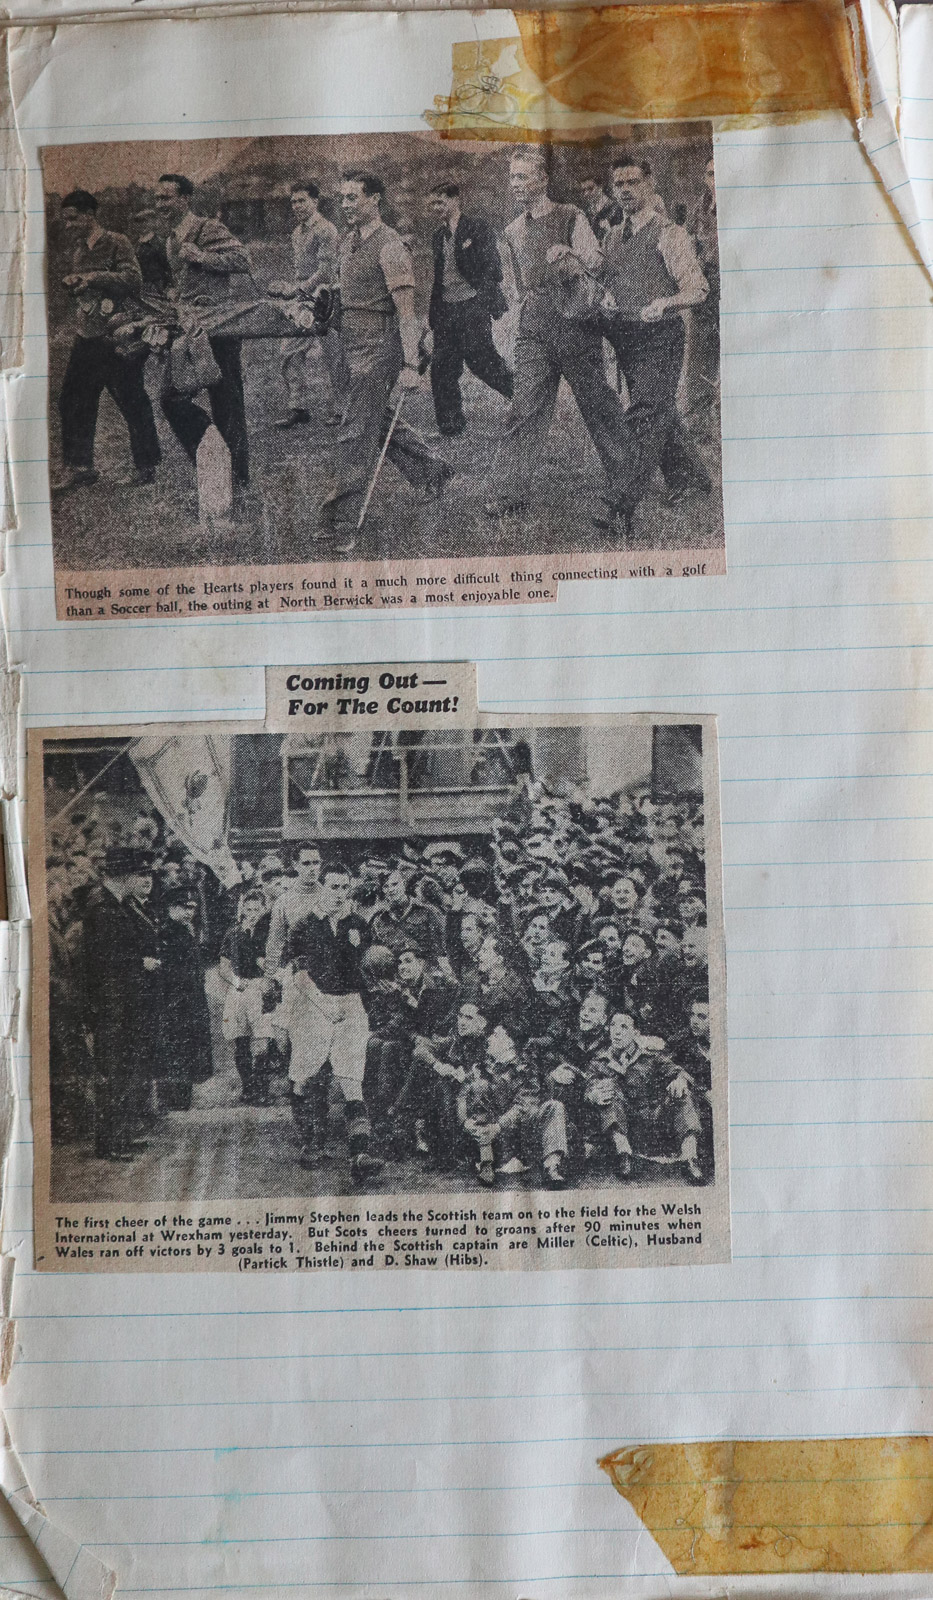 Though some of the Hearts players found it a much more difficult thing connecting with a golf
than a Soccer ball, the outing at North Berwick was a most enjoyable one.
Coming Out —
For The Count!
The first cheer of the game . . . Jimmy Stephen leads the Scottish team on to the field for the Welsh
International at Wrexham yesterday. But Scots cheers turned to groans after 90 minutes when
Wales ran off victors by 3 goals to 1. Behind the Scottish captain are Miller (Celtic), Husband
(Partick Thistle) and D. Shaw (Hibs).